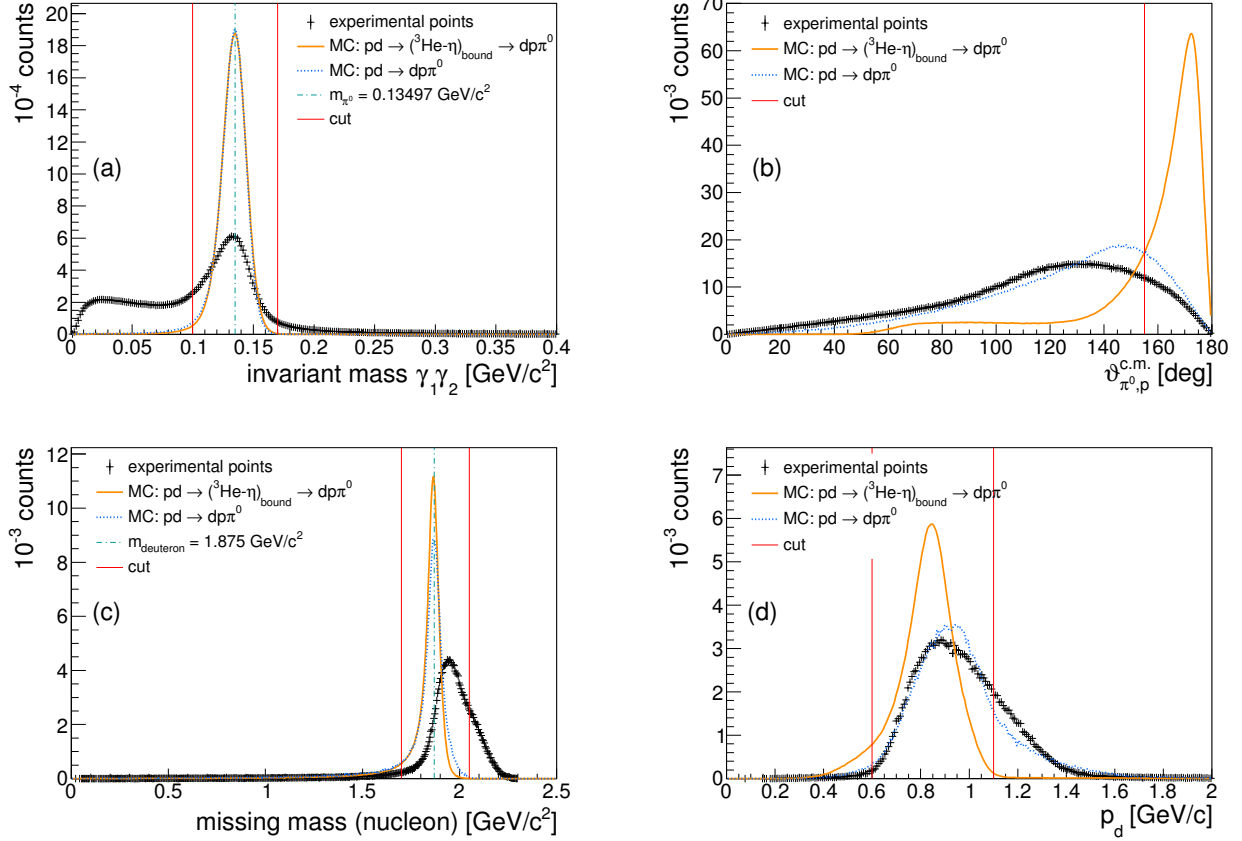 10⁻⁴ counts
20
18
16
14
12
10
8
6
4
2
0
experimental points
MC: pd → (³He-η)bound → dpπ⁰
MC: pd → dpπ⁰
mπ⁰ = 0.13497 GeV/c²
cut
(a)
0 0.05 0.1 0.15 0.2 0.25 0.3 0.35 0.4
invariant mass γ₁γ₂ [GeV/c²]
10⁻³ counts
70
60
50
40
30
20
10
0
experimental points
MC: pd → (³He-η)bound → dpπ⁰
MC: pd → dpπ⁰
cut
(b)
0 20 40 60 80 100 120 140 160 180
ϑπ⁰,p c.m. [deg]
10⁻³ counts
12
10
8
6
4
2
0
experimental points
MC: pd → (³He-η)bound → dpπ⁰
MC: pd → dpπ⁰
mdeuteron = 1.875 GeV/c²
cut
(c)
0 0.5 1 1.5 2 2.5
missing mass (nucleon) [GeV/c²]
10⁻³ counts
7
6
5
4
3
2
1
0
experimental points
MC: pd → (³He-η)bound → dpπ⁰
MC: pd → dpπ⁰
cut
(d)
0 0.2 0.4 0.6 0.8 1 1.2 1.4 1.6 1.8 2
pd [GeV/c]